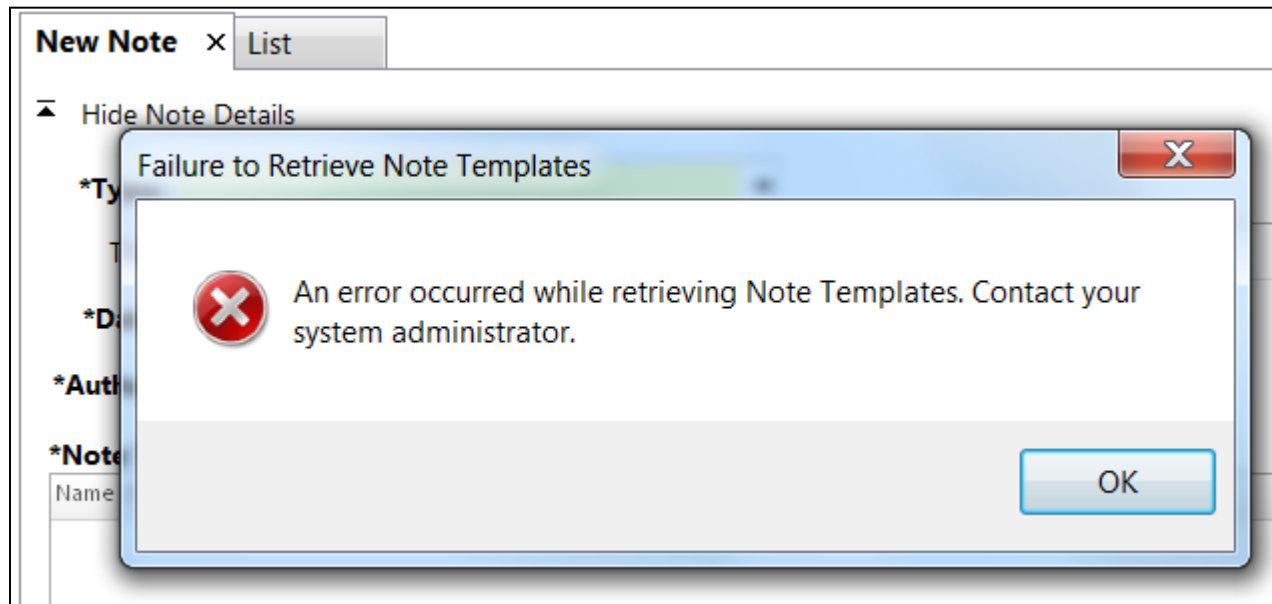 New Note × List
Hide Note Details
Failure to Retrieve Note Templates
An error occurred while retrieving Note Templates. Contact your
system administrator.
*Note
Name
OK